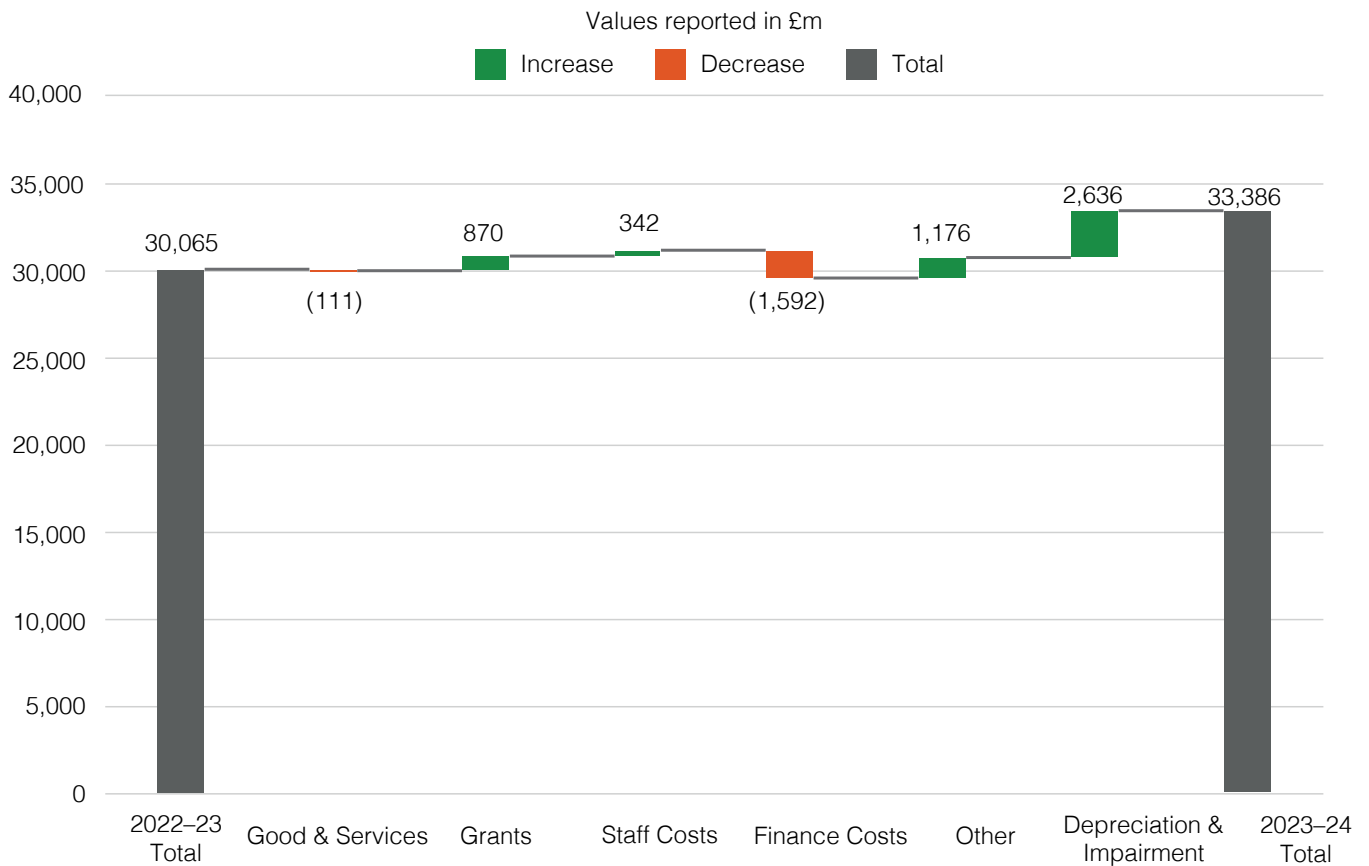 Values reported in £m
Increase Decrease Total
40,000
35,000
30,000
25,000
20,000
15,000
10,000
5,000
0
30,065
(111)
870
342
(1,592)
1,176
2,636
33,386
2022–23
Total
Good & Services
Grants
Staff Costs
Finance Costs
Other
Depreciation &
Impairment
2023–24
Total